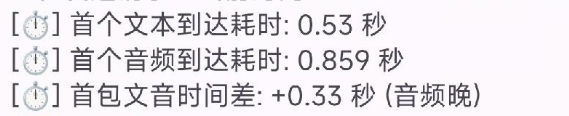 [⏱️] 首个文本到达耗时: 0.53 秒
[⏱️] 首个音频到达耗时: 0.859 秒
[⏱️] 首包文音时间差: +0.33 秒 (音频晚)